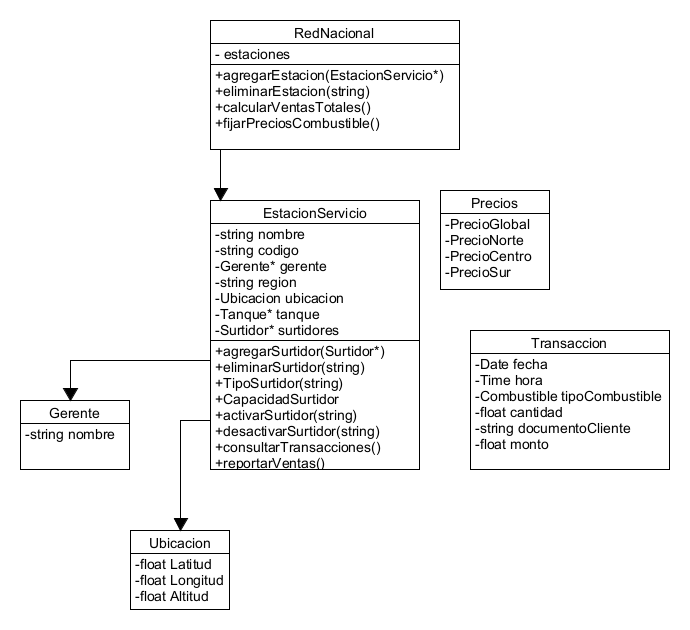 RedNacional
- estaciones
+agregarEstacion(EstacionServicio*)
+eliminarEstacion(string)
+calcularVentasTotales()
+fijarPreciosCombustible()
EstacionServicio
-string nombre
-string codigo
-Gerente* gerente
-string region
-Ubicacion ubicacion
-Tanque* tanque
-Surtidor* surtidores
+agregarSurtidor(Surtidor*)
+eliminarSurtidor(string)
+TipoSurtidor(string)
+CapacidadSurtidor
+activarSurtidor(string)
+desactivarSurtidor(string)
+consultarTransacciones()
+reportarVentas()
Precios
-PrecioGlobal
-PrecioNorte
-PrecioCentro
-PrecioSur
Transaccion
-Date fecha
-Time hora
-Combustible tipoCombustible
-float cantidad
-string documentoCliente
-float monto
Gerente
-string nombre
Ubicacion
-float Latitud
-float Longitud
-float Altitud